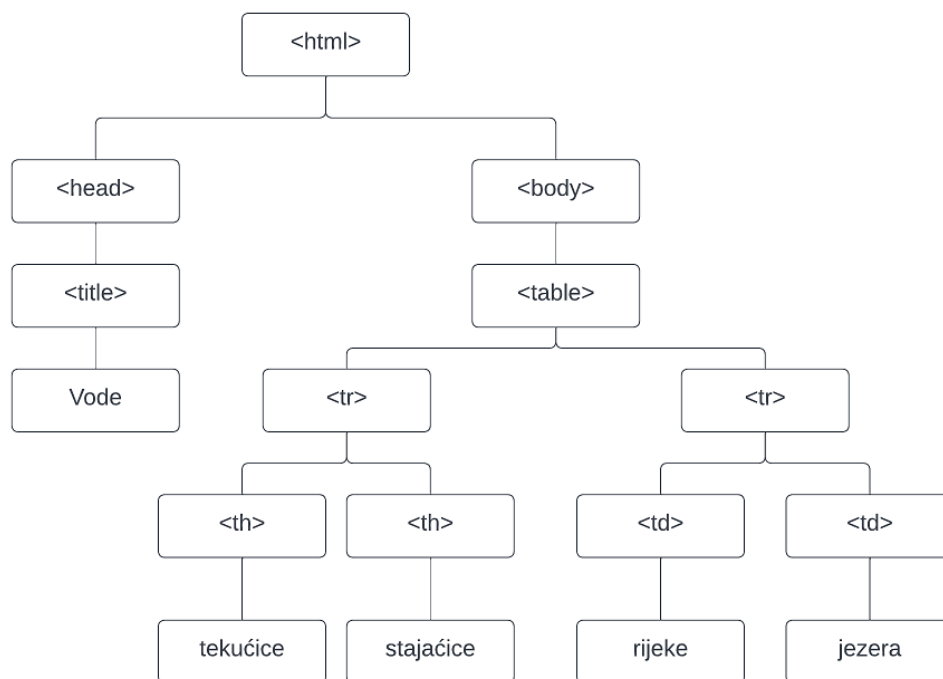 <html>
<head>
<body>
<title>
<table>
Vode
<tr>
<tr>
<th>
<th>
<td>
<td>
tekućice
stajaćice
rijeke
jezera